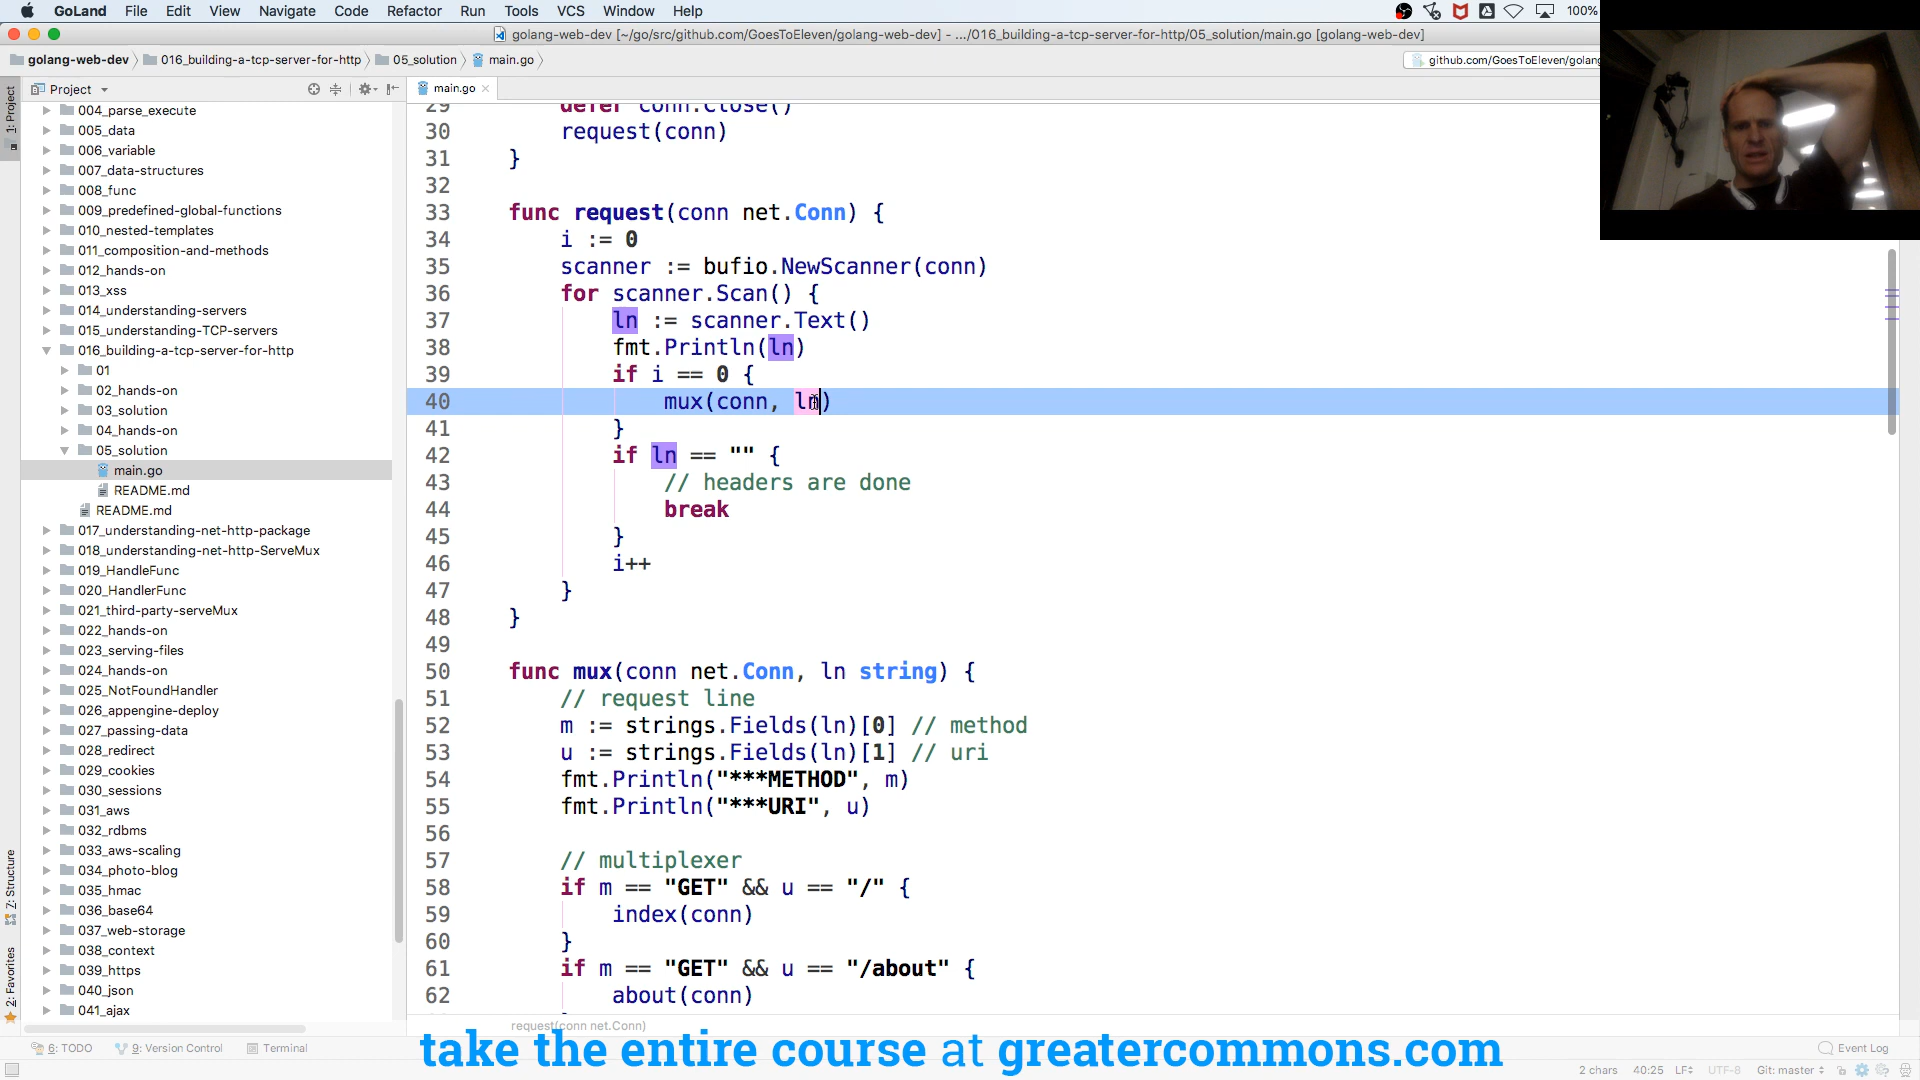 GoLand File Edit View Navigate Code Refactor Run Tools VCS Window Help 100%
golang-web-dev [~/go/src/github.com/GoesToEleven/golang-web-dev] - .../016_building-a-tcp-server-for-http/05_solution/main.go [golang-web-dev]
golang-web-dev 016_building-a-tcp-server-for-http 05_solution main.go github.com/GoesToEleven/golang
Project main.go
1: Project
004_parse_execute
005_data
006_variable
007_data-structures
008_func
009_predefined-global-functions
010_nested-templates
011_composition-and-methods
012_hands-on
013_xss
014_understanding-servers
015_understanding-TCP-servers
016_building-a-tcp-server-for-http
01
02_hands-on
03_solution
04_hands-on
05_solution
main.go
README.md
README.md
017_understanding-net-http-package
018_understanding-net-http-ServeMux
019_HandleFunc
020_HandlerFunc
021_third-party-serveMux
022_hands-on
023_serving-files
024_hands-on
025_NotFoundHandler
026_appengine-deploy
027_passing-data
028_redirect
029_cookies
030_sessions
031_aws
032_rdbms
033_aws-scaling
034_photo-blog
035_hmac
036_base64
037_web-storage
038_context
039_https
040_json
041_ajax
7: Structure
2: Favorites
29 defer conn.Close()
30 request(conn)
31 }
32
33 func request(conn net.Conn) {
34 i := 0
35 scanner := bufio.NewScanner(conn)
36 for scanner.Scan() {
37 ln := scanner.Text()
38 fmt.Println(ln)
39 if i == 0 {
40 mux(conn, ln)
41 }
42 if ln == "" {
43 // headers are done
44 break
45 }
46 i++
47 }
48 }
49
50 func mux(conn net.Conn, ln string) {
51 // request line
52 m := strings.Fields(ln)[0] // method
53 u := strings.Fields(ln)[1] // uri
54 fmt.Println("***METHOD", m)
55 fmt.Println("***URI", u)
56
57 // multiplexer
58 if m == "GET" && u == "/" {
59 index(conn)
60 }
61 if m == "GET" && u == "/about" {
62 about(conn)
request(conn net.Conn)
take the entire course at greatercommons.com
6: TODO 9: Version Control Terminal Event Log
2 chars 40:25 LF UTF-8 Git: master